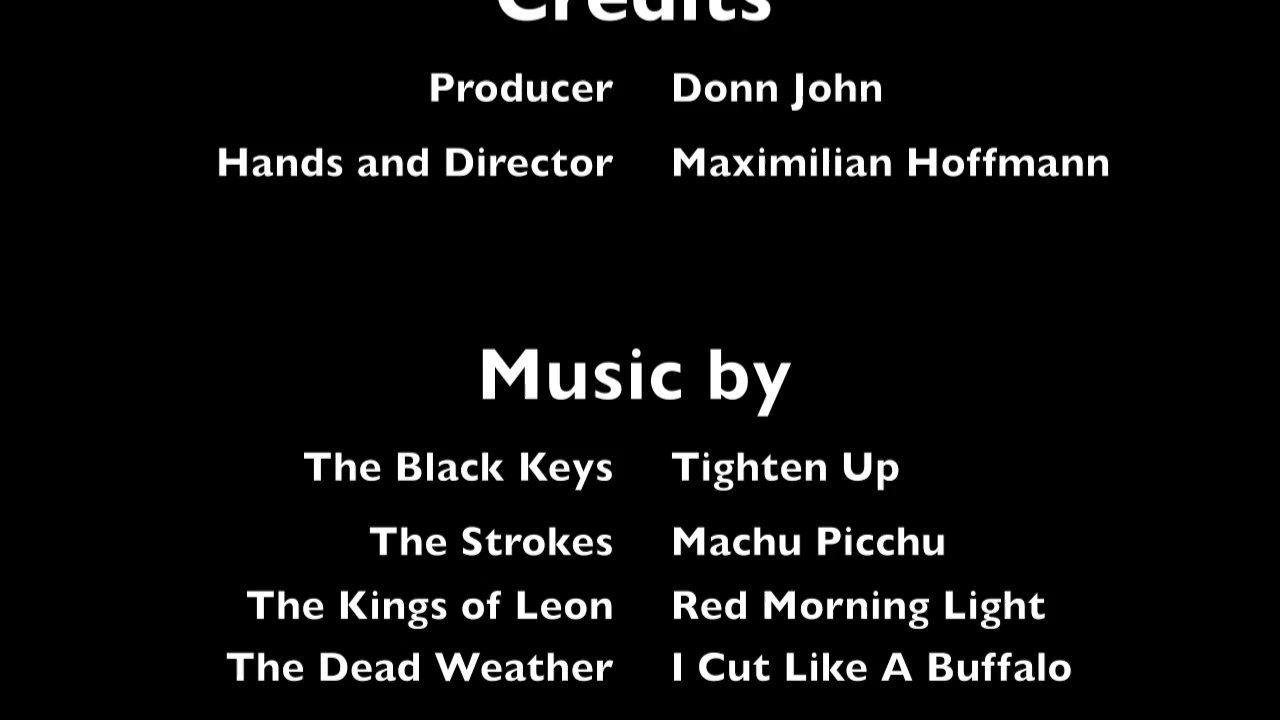 Credits
Producer Donn John
Hands and Director Maximilian Hoffmann
Music by
The Black Keys Tighten Up
The Strokes Machu Picchu
The Kings of Leon Red Morning Light
The Dead Weather I Cut Like A Buffalo